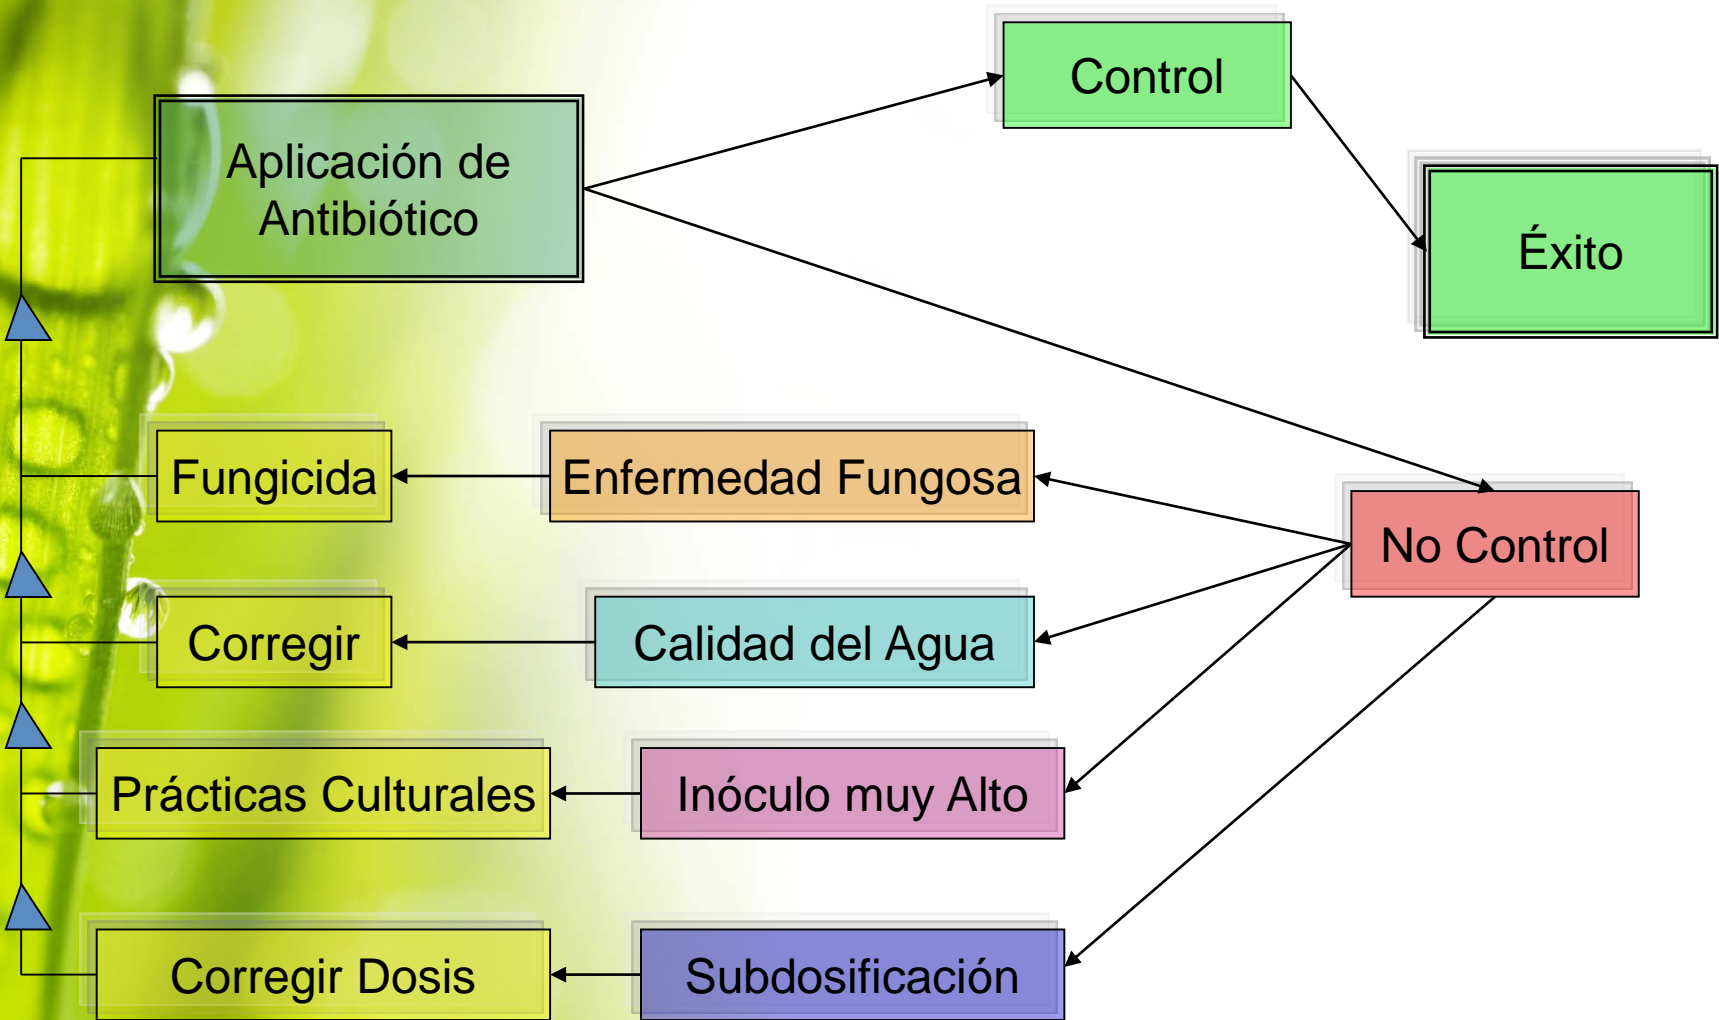 Control
Aplicación de
Antibiótico
Éxito
Fungicida
Enfermedad Fungosa
No Control
Corregir
Calidad del Agua
Prácticas Culturales
Inóculo muy Alto
Corregir Dosis
Subdosificación